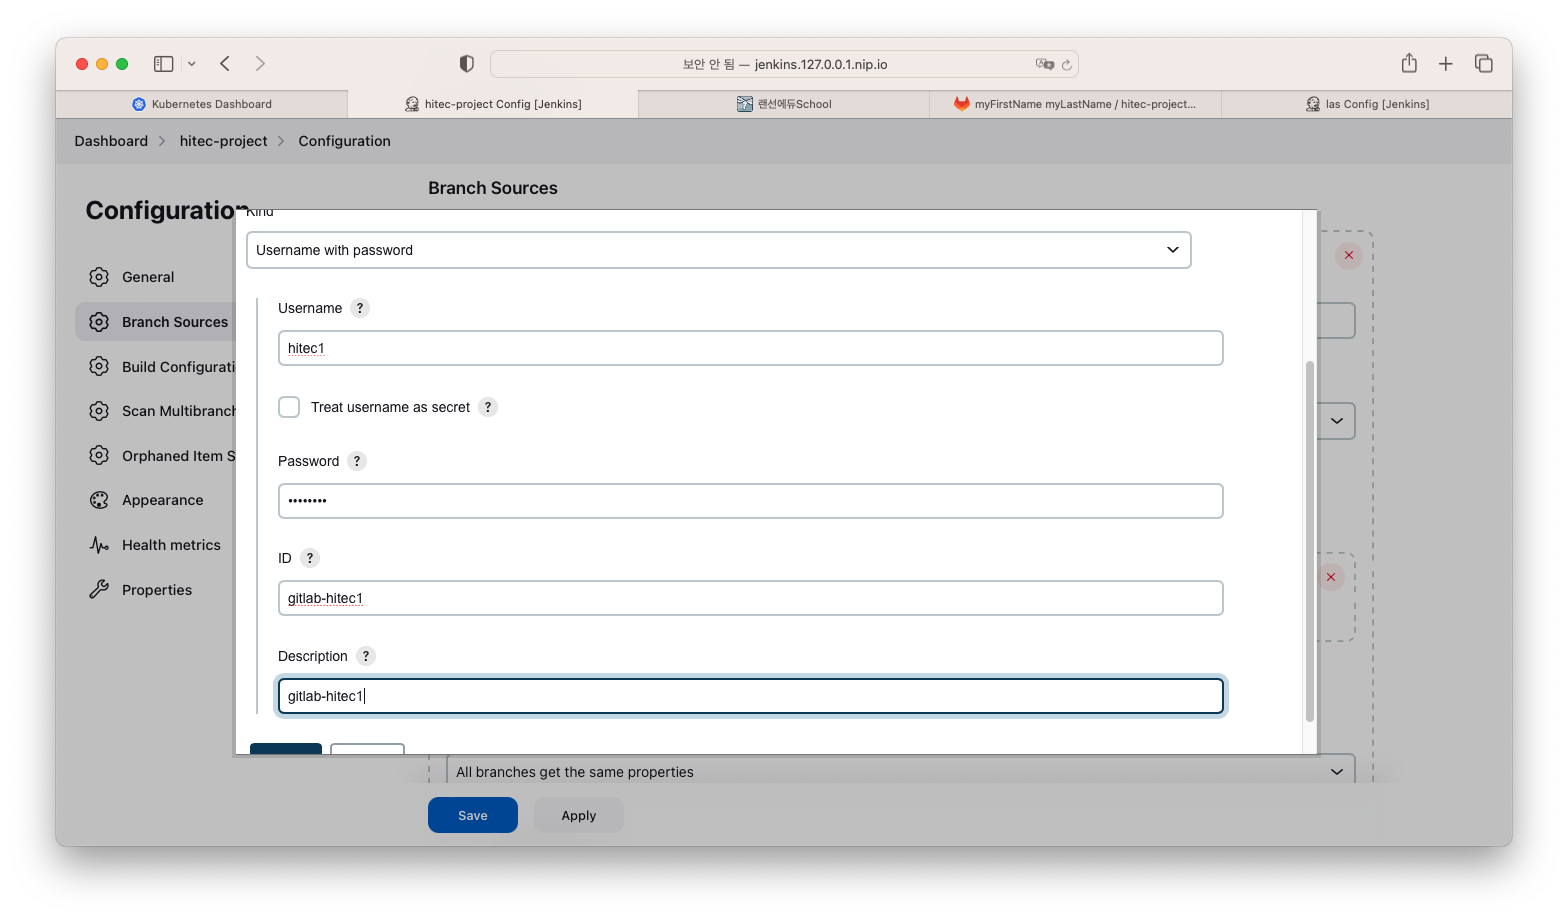 보안 안 됨 — jenkins.127.0.0.1.nip.io
Kubernetes Dashboard
hitec-project Config [Jenkins]
랜선에듀School
myFirstName myLastName / hitec-project...
las Config [Jenkins]
Dashboard > hitec-project > Configuration
Configuration
General
Branch Sources
Build Configurati
Scan Multibranch
Orphaned Item S
Appearance
Health metrics
Properties
Branch Sources
Kind
Username with password
Username ?
hitec1
Treat username as secret ?
Password ?
••••••••
ID ?
gitlab-hitec1
Description ?
gitlab-hitec1
All branches get the same properties
Save
Apply